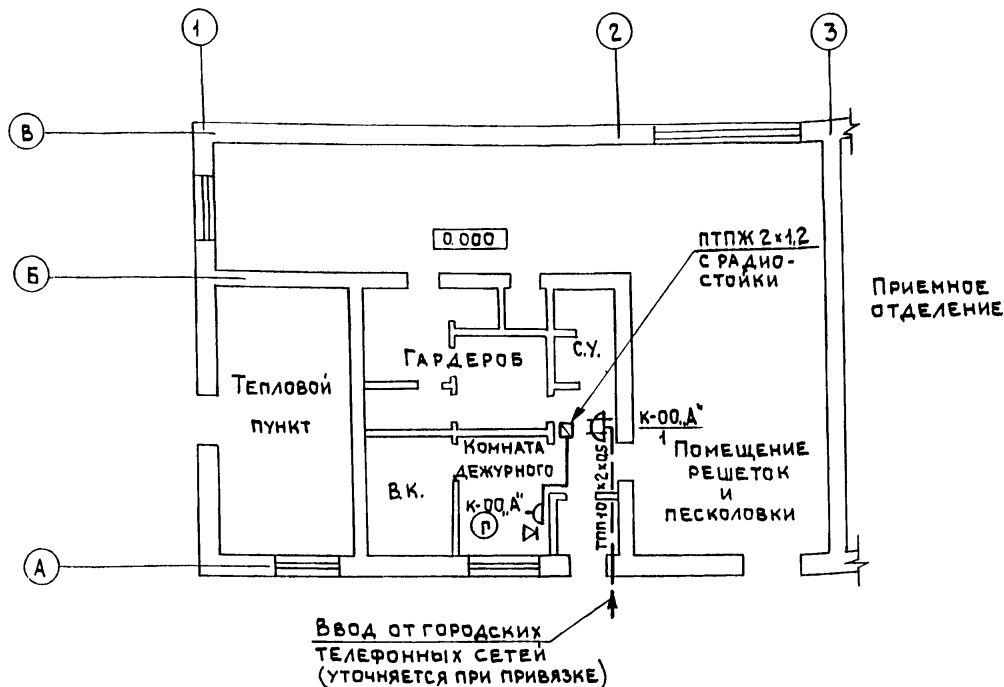 1
2
3
В
Б
А
0.000
ПТПЖ 2×1,2
С РАДИО-
СТОЙКИ
ПРИЕМНОЕ
ОТДЕЛЕНИЕ
ГАРДЕРОБ
С.У.
ТЕПЛОВОЙ
ПУНКТ
К-00„А"
1
КОМНАТА
ДЕЖУРНОГО
В.К.
К-00„А"
П
ТПП 10×2×0,5
ПОМЕЩЕНИЕ
РЕШЕТОК
И
ПЕСКОЛОВКИ
ВВОД ОТ ГОРОДСКИХ
ТЕЛЕФОННЫХ СЕТЕЙ
(УТОЧНЯЕТСЯ ПРИ ПРИВЯЗКЕ)